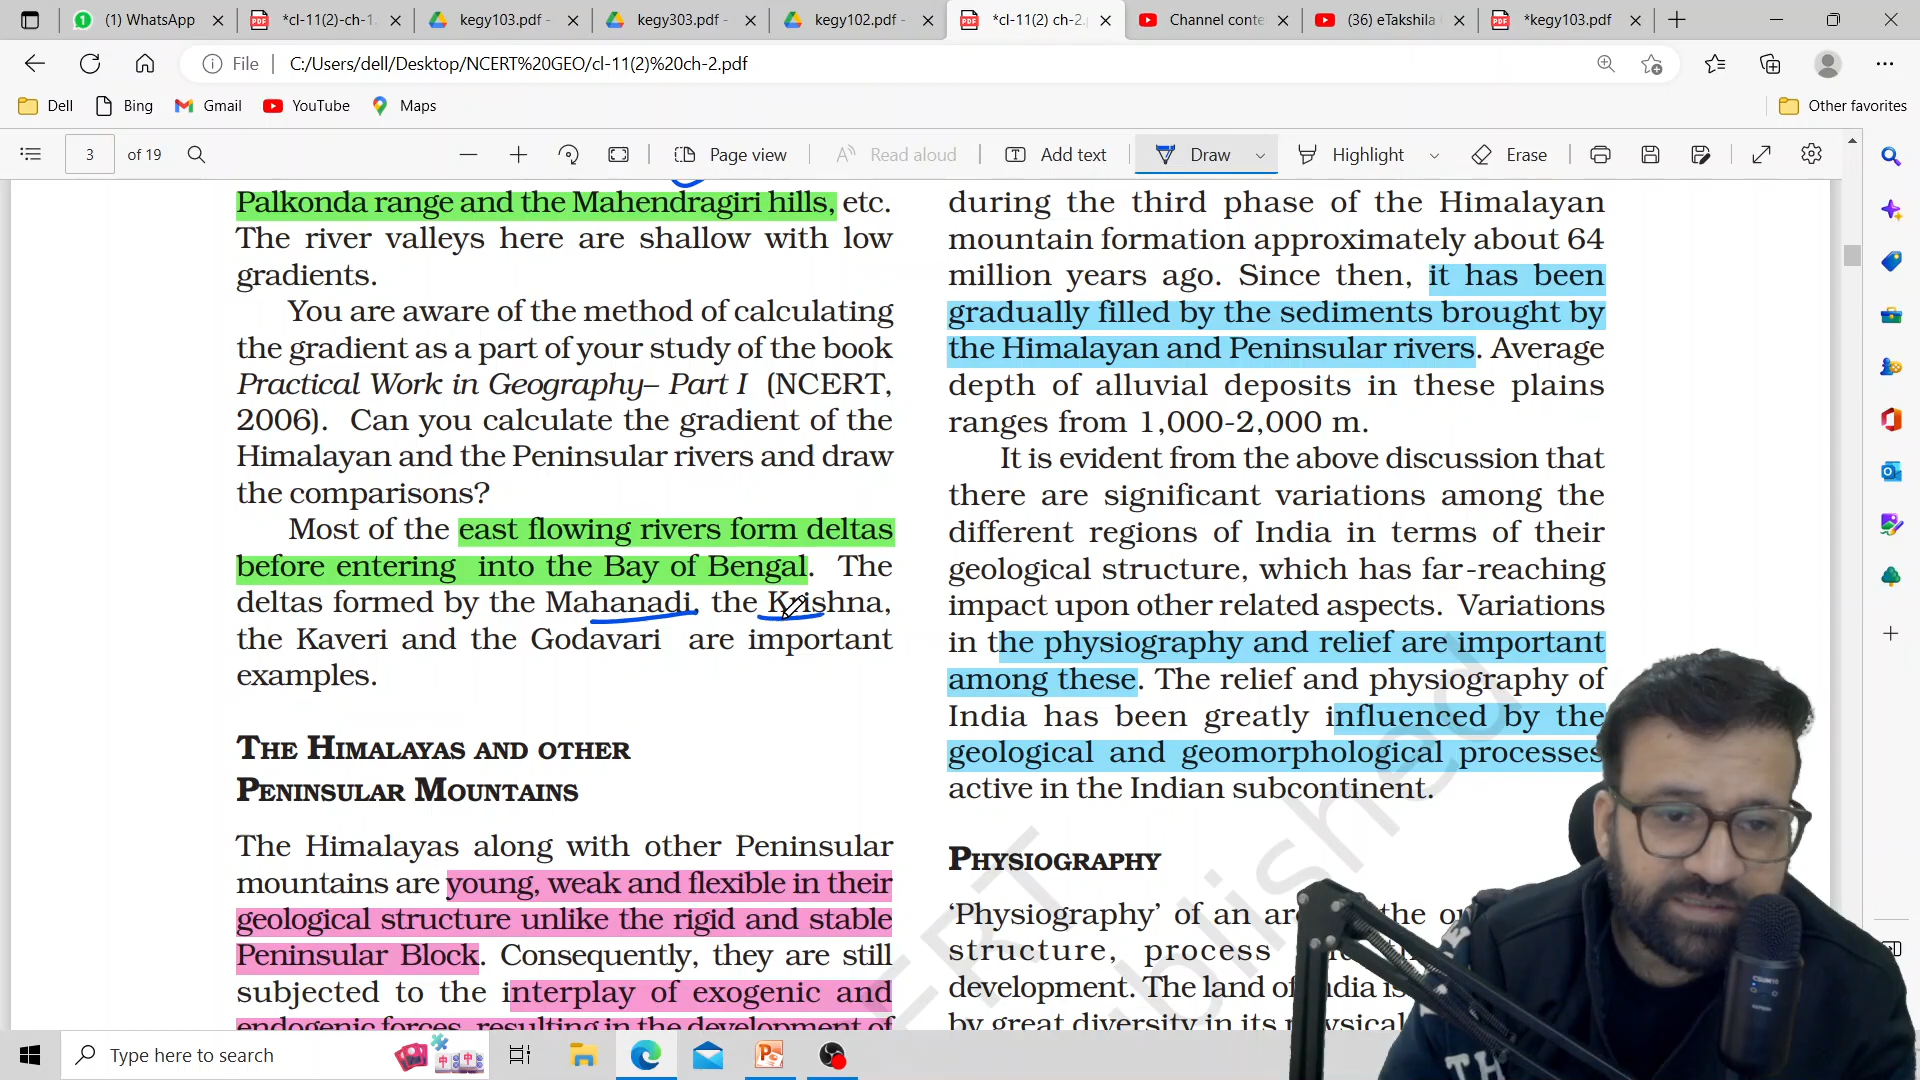 (1) WhatsApp
*cl-11(2)-ch-1.
kegy103.pdf -
kegy303.pdf -
kegy102.pdf -
*cl-11(2) ch-2.
Channel conte
(36) eTakshila
*kegy103.pdf
File
C:/Users/dell/Desktop/NCERT%20GEO/cl-11(2)%20ch-2.pdf
Dell
Bing
Gmail
YouTube
Maps
Other favorites
3 of 19
Page view
Read aloud
Add text
Draw
Highlight
Erase
Palkonda range and the Mahendragiri hills, etc.
The river valleys here are shallow with low
gradients.
You are aware of the method of calculating
the gradient as a part of your study of the book
Practical Work in Geography– Part I (NCERT,
2006). Can you calculate the gradient of the
Himalayan and the Peninsular rivers and draw
the comparisons?
Most of the east flowing rivers form deltas
before entering into the Bay of Bengal. The
deltas formed by the Mahanadi, the Krishna,
the Kaveri and the Godavari are important
examples.
THE HIMALAYAS AND OTHER
PENINSULAR MOUNTAINS
The Himalayas along with other Peninsular
mountains are young, weak and flexible in their
geological structure unlike the rigid and stable
Peninsular Block. Consequently, they are still
subjected to the interplay of exogenic and
endogenic forces, resulting in the development of
during the third phase of the Himalayan
mountain formation approximately about 64
million years ago. Since then, it has been
gradually filled by the sediments brought by
the Himalayan and Peninsular rivers. Average
depth of alluvial deposits in these plains
ranges from 1,000-2,000 m.
It is evident from the above discussion that
there are significant variations among the
different regions of India in terms of their
geological structure, which has far-reaching
impact upon other related aspects. Variations
in the physiography and relief are important
among these. The relief and physiography of
India has been greatly influenced by the
geological and geomorphological processes
active in the Indian subcontinent.
PHYSIOGRAPHY
'Physiography' of an the
structure, process
development. The land of India is
by great diversity in its physical
Type here to search